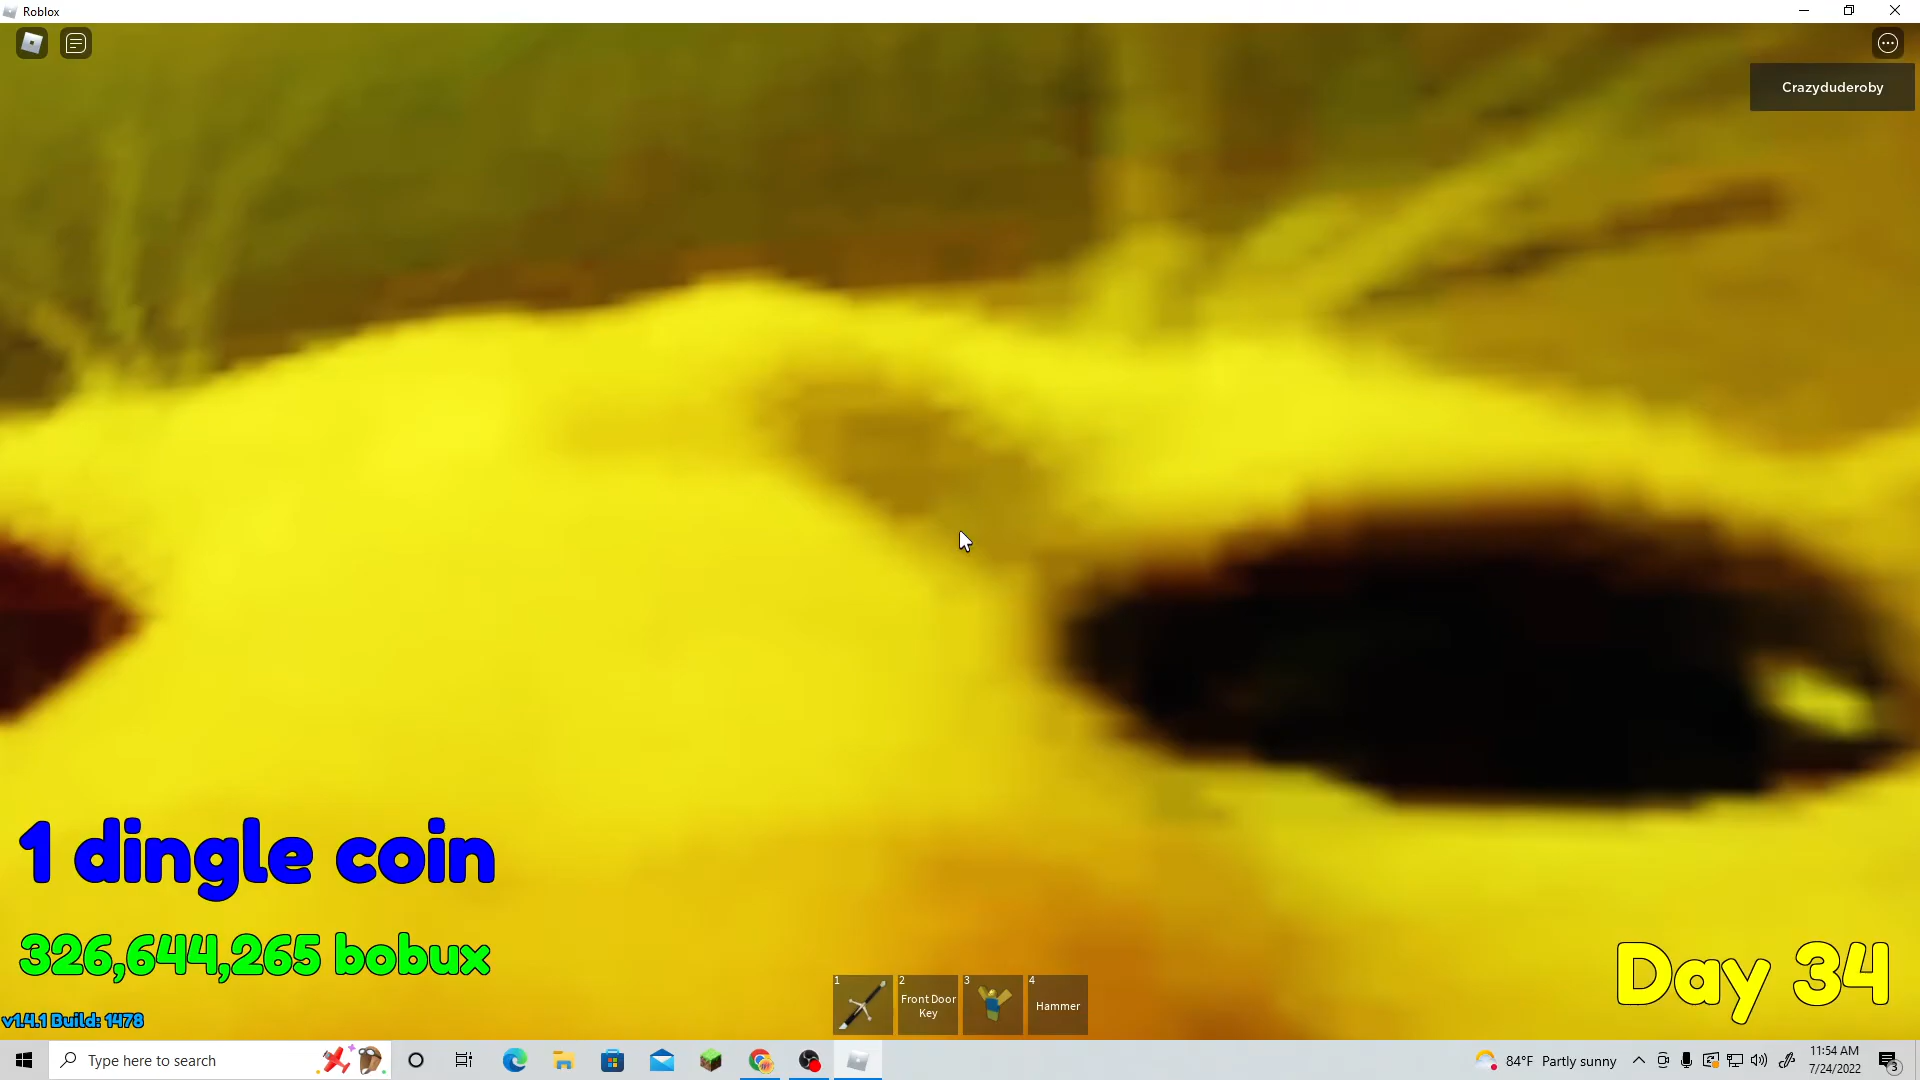 Roblox
Crazyduderoby
1 dingle coin
326,644,265 bobux
Day 34
v1.4.1 Build: 1478
1
2
3
4
Front Door
Key
Hammer
Type here to search
84°F Partly sunny
11:54 AM
7/24/2022
3